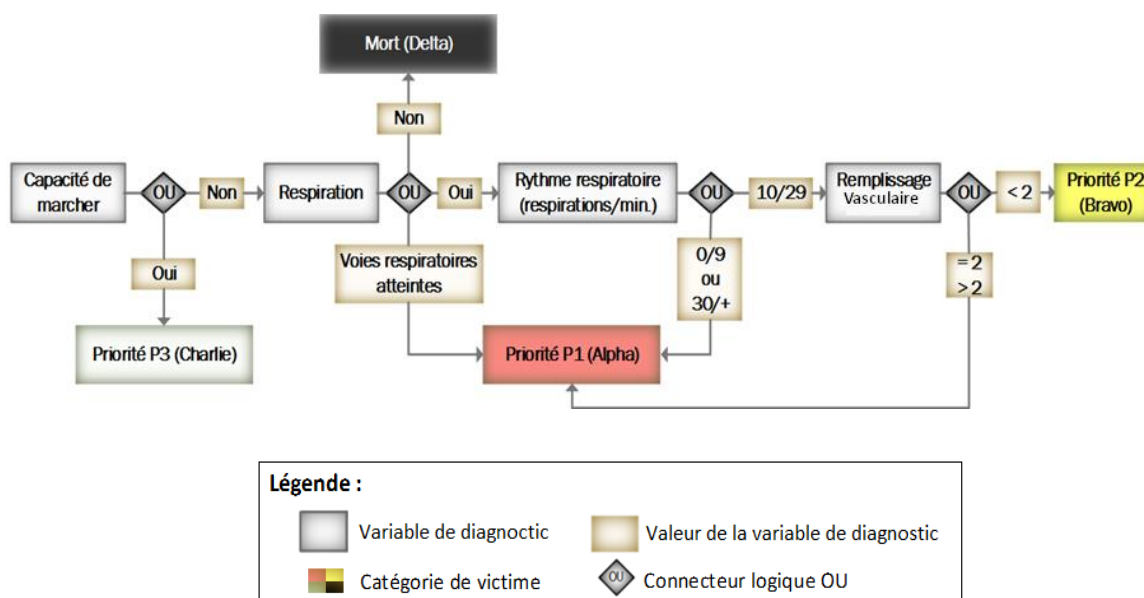 Mort (Delta)
Non
Capacité de
marcher
OU
Non
Respiration
OU
Oui
Rythme respiratoire
(respirations/min.)
OU
10/29
Remplissage
Vasculaire
OU
< 2
Priorité P2
(Bravo)
Oui
Voies respiratoires
atteintes
0/9
ou
30/+
= 2
> 2
Priorité P3 (Charlie)
Priorité P1 (Alpha)
Légende :
Variable de diagnoctic
Valeur de la variable de diagnostic
Catégorie de victime
OU
Connecteur logique OU